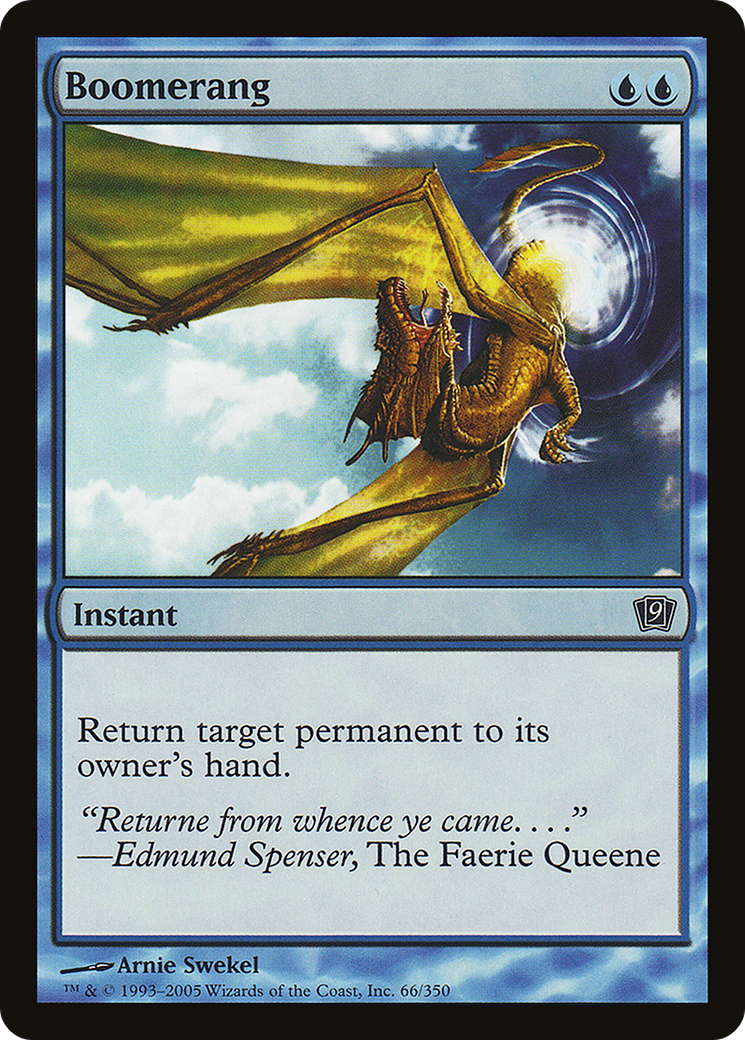 Boomerang
Instant
9
Return target permanent to its
owner's hand.
“Returne from whence ye came. . . .”
—Edmund Spenser, The Faerie Queene
Arnie Swekel
™ & © 1993–2005 Wizards of the Coast, Inc. 66/350